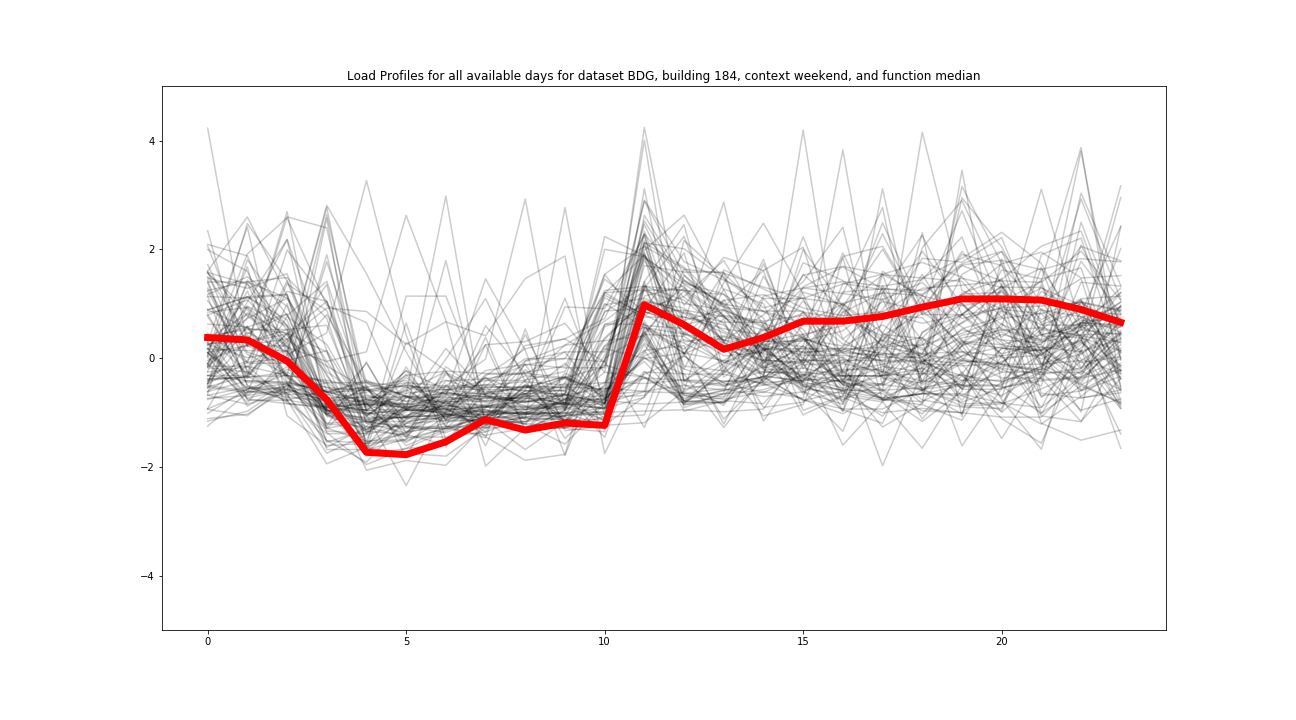 Load Profiles for all available days for dataset BDG, building 184, context weekend, and function median
4
2
0
−2
−4
0 5 10 15 20